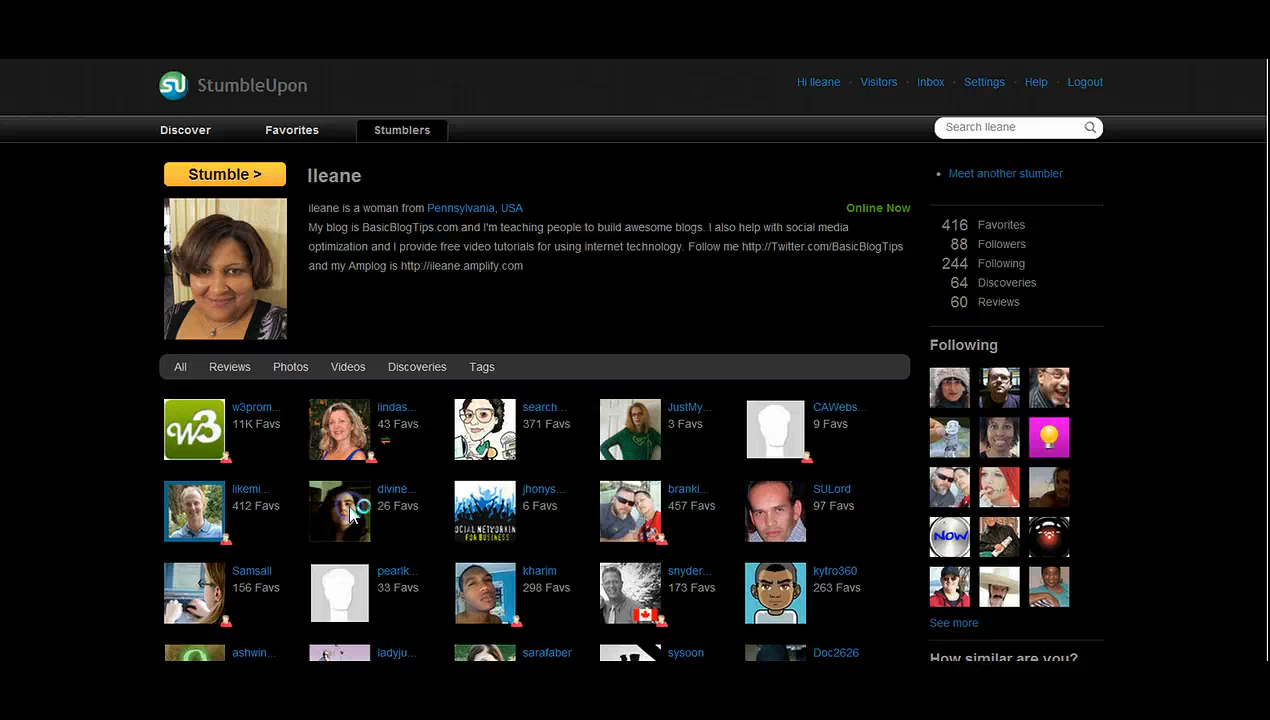 StumbleUpon
Hi Ileane · Visitors · Inbox · Settings · Help · Logout
Discover Favorites Stumblers
Search Ileane
Stumble >
Ileane
Meet another stumbler
ileane is a woman from Pennsylvania, USA
Online Now
My blog is BasicBlogTips.com and I'm teaching people to build awesome blogs. I also help with social media
optimization and I provide free video tutorials for using internet technology. Follow me http://Twitter.com/BasicBlogTips
and my Amplog is http://ileane.amplify.com
416 Favorites
88 Followers
244 Following
64 Discoveries
60 Reviews
Following
See more
How similar are you?
All Reviews Photos Videos Discoveries Tags
w3prom...
11K Favs
lindas...
43 Favs
search...
371 Favs
JustMy...
3 Favs
CAWebs...
9 Favs
likemi...
412 Favs
divine...
26 Favs
jhonys...
6 Favs
branki...
457 Favs
SULord
97 Favs
Samsall
156 Favs
pearlk...
33 Favs
kharim
298 Favs
snyder...
173 Favs
kytro360
263 Favs
ashwin...
ladyju...
sarafaber
sysoon
Doc2626
W3
SOCIAL NETWORKIN
FOR BUSINESS
NOW